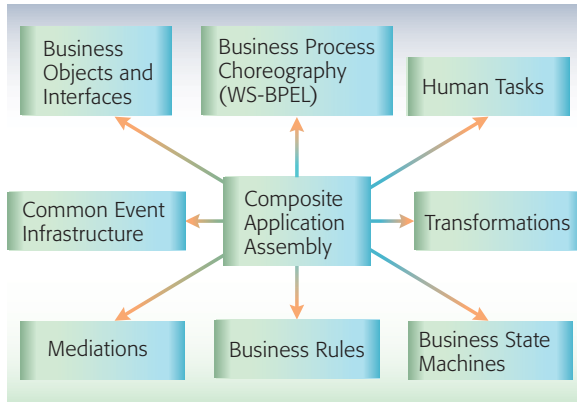 Business
Objects and
Interfaces
Business Process
Choreography
(WS-BPEL)
Human Tasks
Common Event
Infrastructure
Composite
Application
Assembly
Transformations
Mediations
Business Rules
Business State
Machines